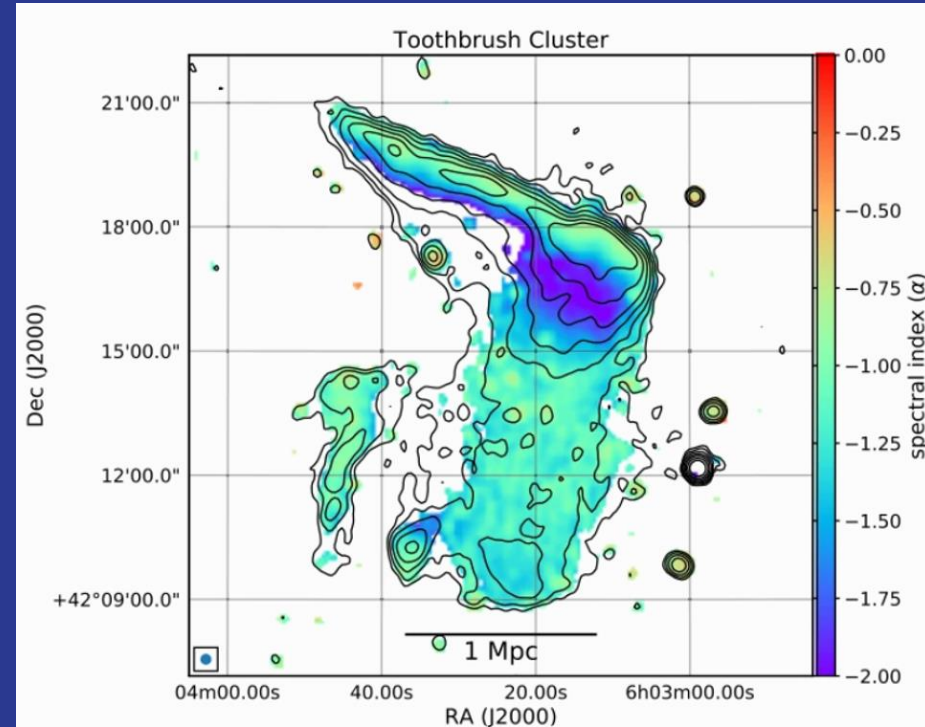 Toothbrush Cluster
21'00.0"
18'00.0"
15'00.0"
12'00.0"
+42°09'00.0"
Dec (J2000)
1 Mpc
04m00.00s
40.00s
20.00s
6h03m00.00s
RA (J2000)
0.00
−0.25
−0.50
−0.75
−1.00
−1.25
−1.50
−1.75
−2.00
spectral index (α)